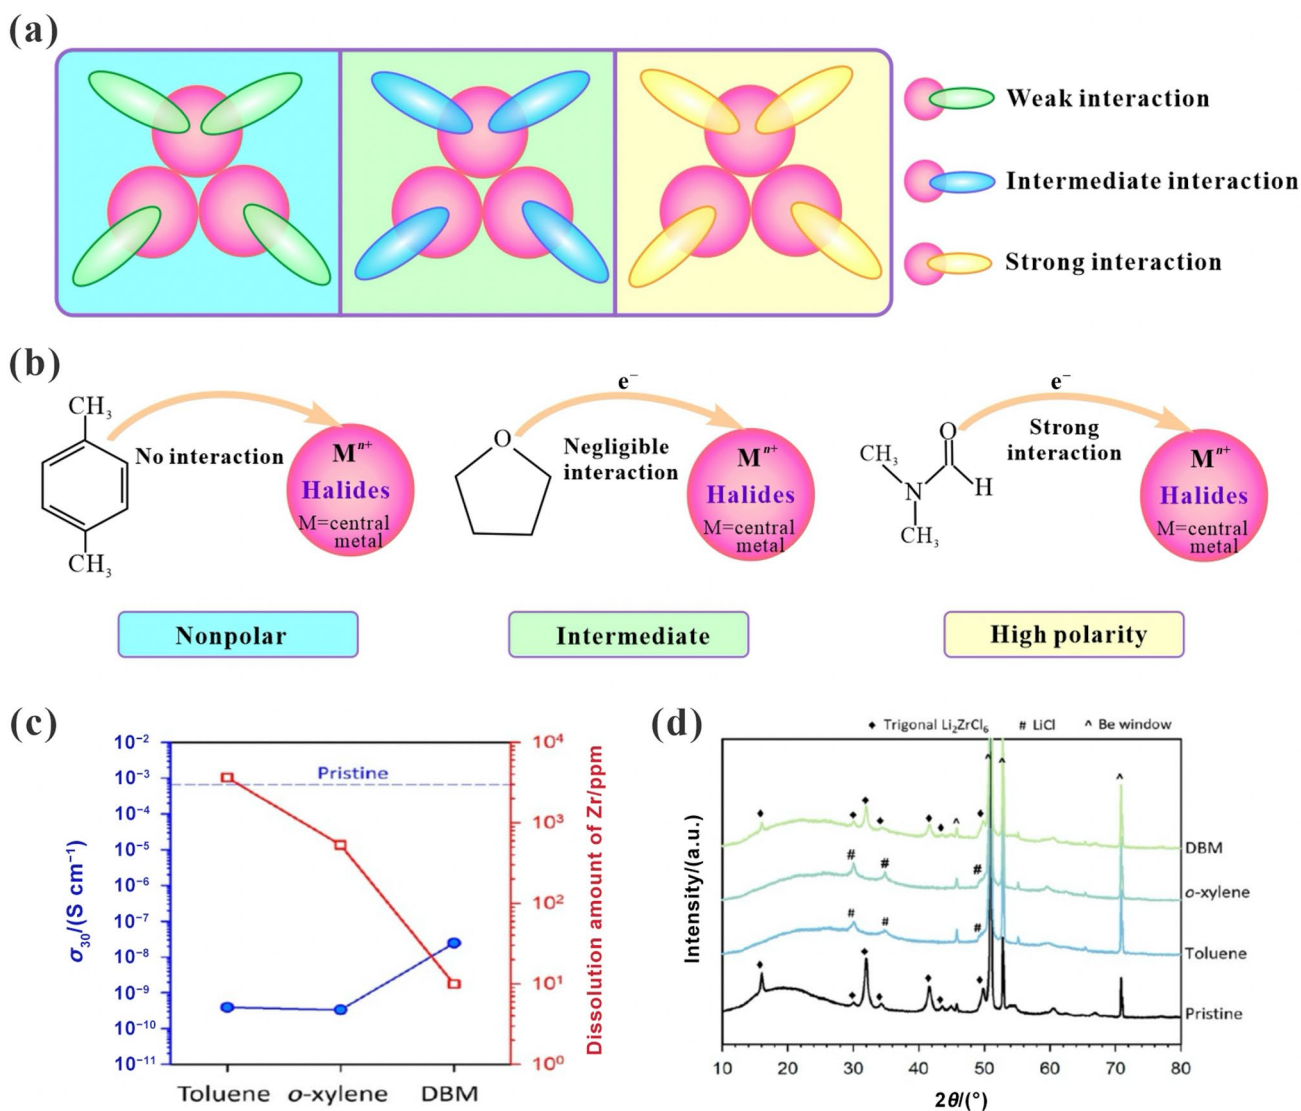 (a)
Weak interaction
Intermediate interaction
Strong interaction
(b)
CH₃
CH₃
No interaction
Mⁿ⁺
Halides
M=central
metal
O
e⁻
Negligible
interaction
Mⁿ⁺
Halides
M=central
metal
CH₃
N
CH₃
O
H
e⁻
Strong
interaction
Mⁿ⁺
Halides
M=central
metal
Nonpolar
Intermediate
High polarity
(c)
σ₃₀/(S cm⁻¹)
10⁻²
10⁻³
10⁻⁴
10⁻⁵
10⁻⁶
10⁻⁷
10⁻⁸
10⁻⁹
10⁻¹⁰
10⁻¹¹
Pristine
10⁴
10³
10²
10¹
10⁰
Dissolution amount of Zr/ppm
Toluene o-xylene DBM
(d)
♦ Trigonal Li₂ZrCl₆ # LiCl ^ Be window
Intensity/(a.u.)
♦ ♦ ♦ ♦ ♦ ♦ ^ ♦ ^ ^ ^
DBM
# # #
o-xylene
# # #
Toluene
♦ ♦ ♦ ♦ ♦ ♦ ♦
Pristine
10 20 30 40 50 60 70 80
2θ/(°)